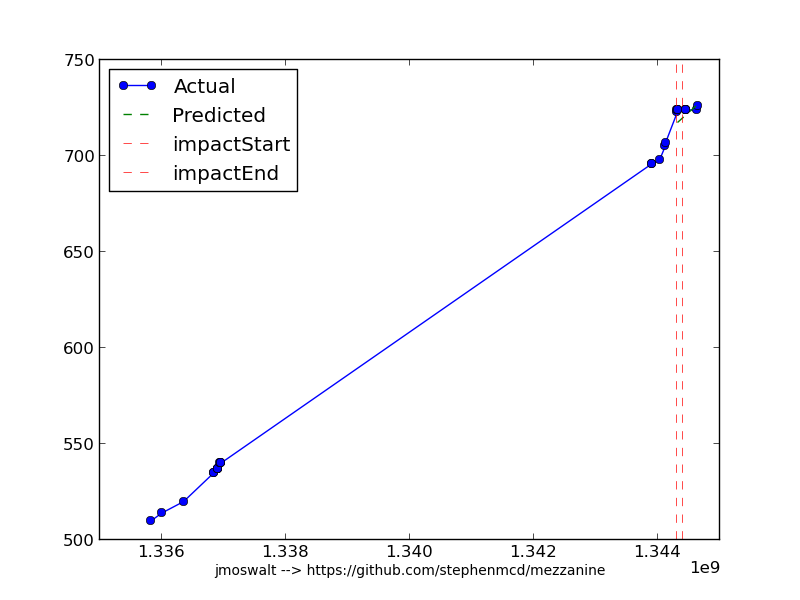 750
700
650
600
550
500
Actual
Predicted
impactStart
impactEnd
1.336 1.338 1.340 1.342 1.344
1e9
jmoswalt --> https://github.com/stephenmcd/mezzanine